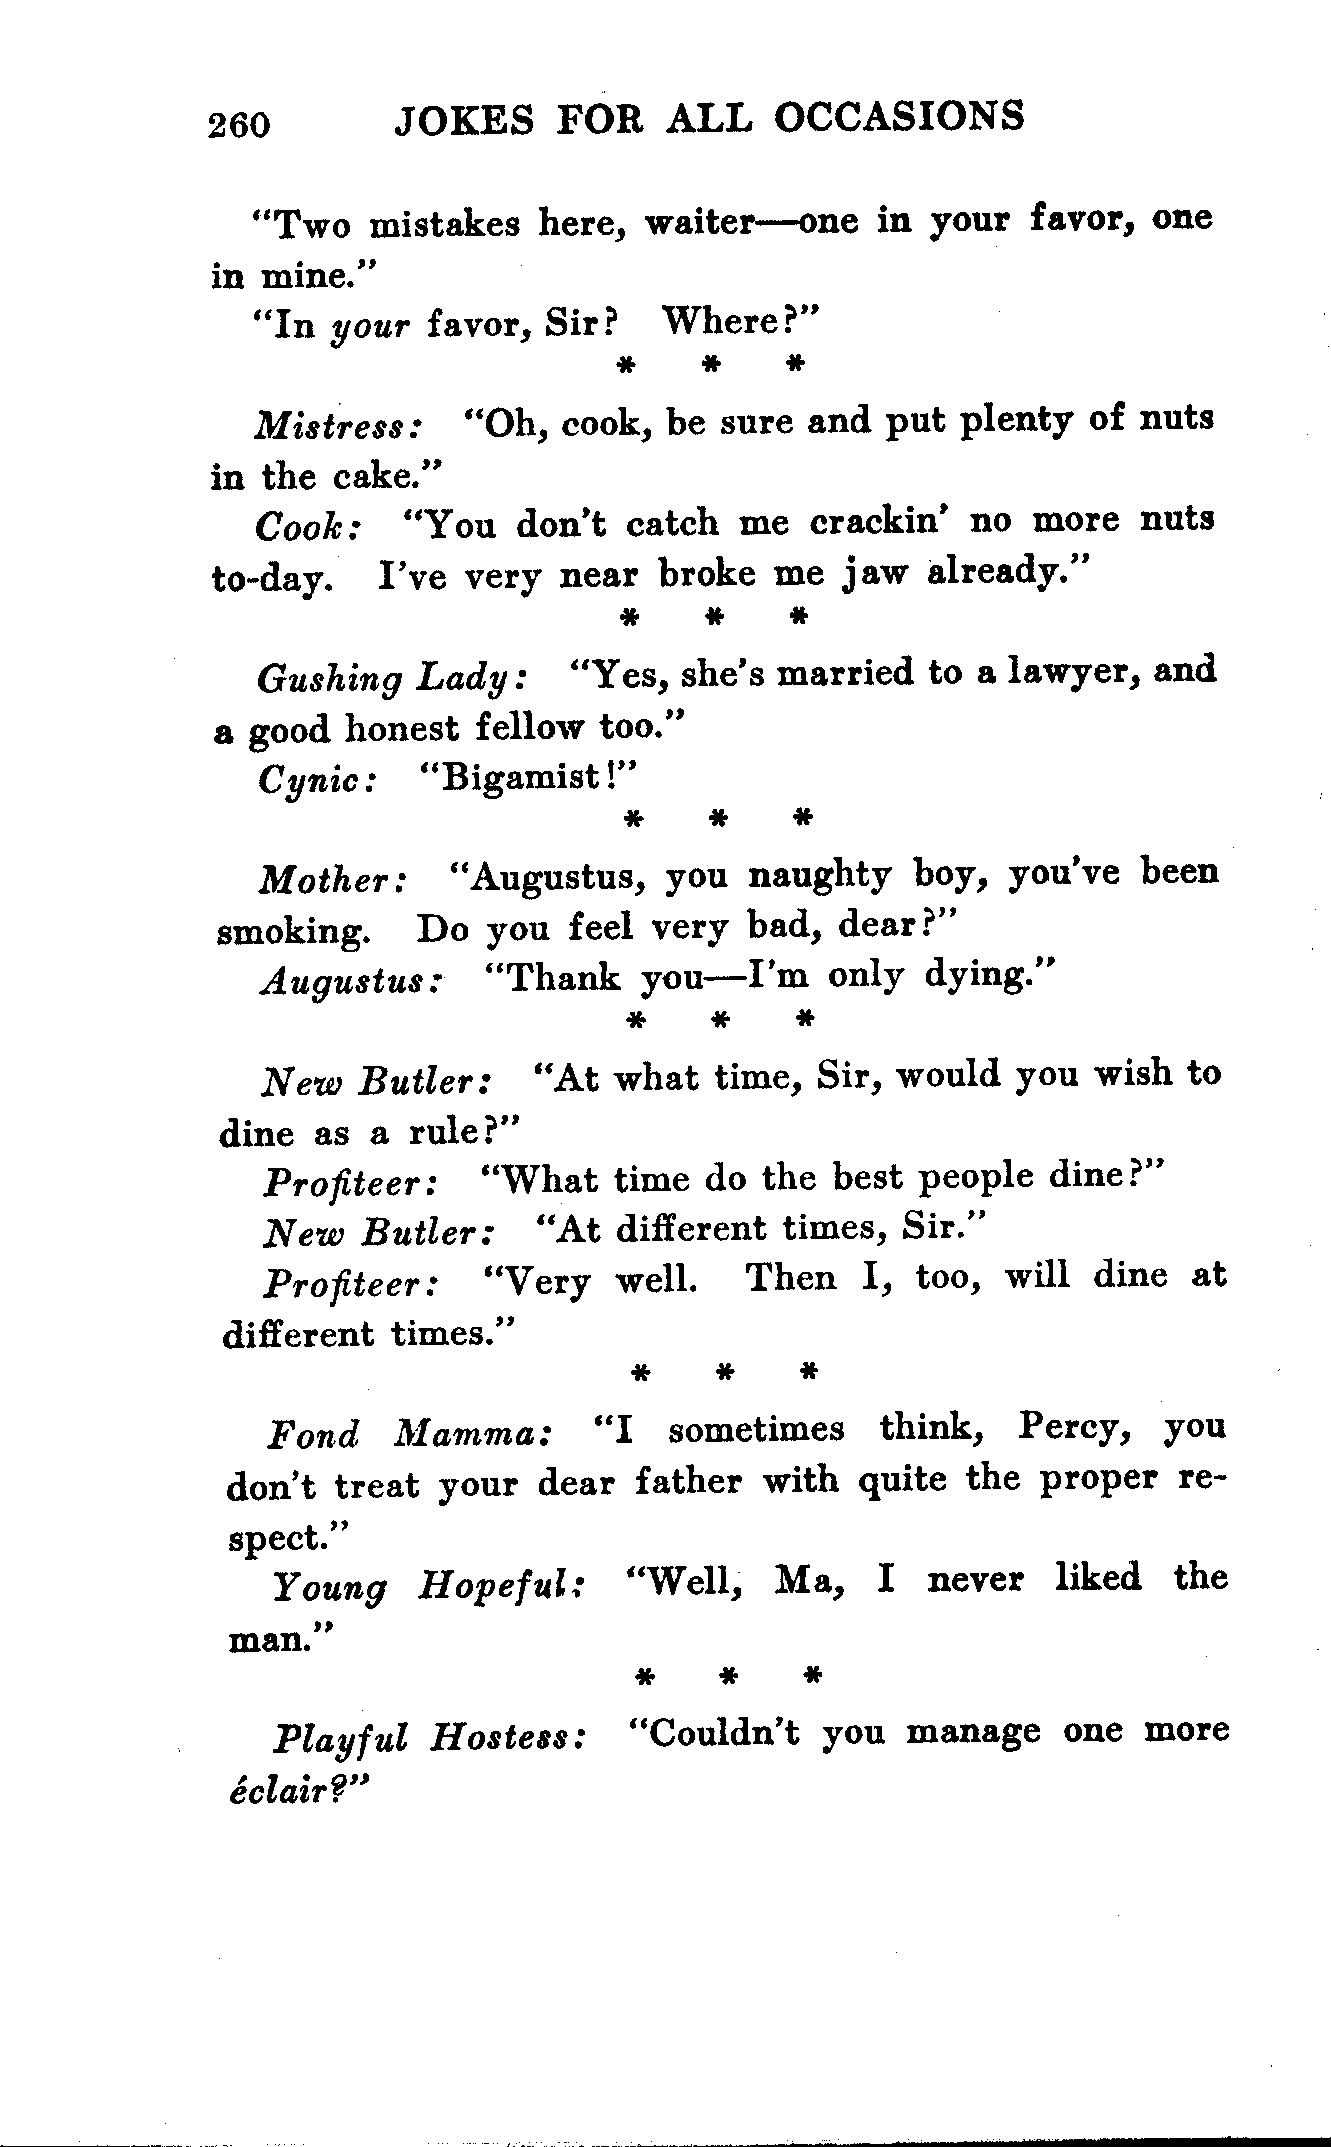 260 JOKES FOR ALL OCCASIONS
“Two mistakes here, waiter—one in your favor, one
in mine.”
“In your favor, Sir? Where?”
* * *
Mistress: “Oh, cook, be sure and put plenty of nuts
in the cake.”
Cook: “You don't catch me crackin' no more nuts
to-day. I've very near broke me jaw already.”
* * *
Gushing Lady: “Yes, she's married to a lawyer, and
a good honest fellow too.”
Cynic: “Bigamist!”
* * *
Mother: “Augustus, you naughty boy, you've been
smoking. Do you feel very bad, dear?”
Augustus: “Thank you—I'm only dying.”
* * *
New Butler: “At what time, Sir, would you wish to
dine as a rule?”
Profiteer: “What time do the best people dine?”
New Butler: “At different times, Sir.”
Profiteer: “Very well. Then I, too, will dine at
different times.”
* * *
Fond Mamma: “I sometimes think, Percy, you
don't treat your dear father with quite the proper re-
spect.”
Young Hopeful: “Well, Ma, I never liked the
man.”
* * *
Playful Hostess: “Couldn't you manage one more
éclair?”